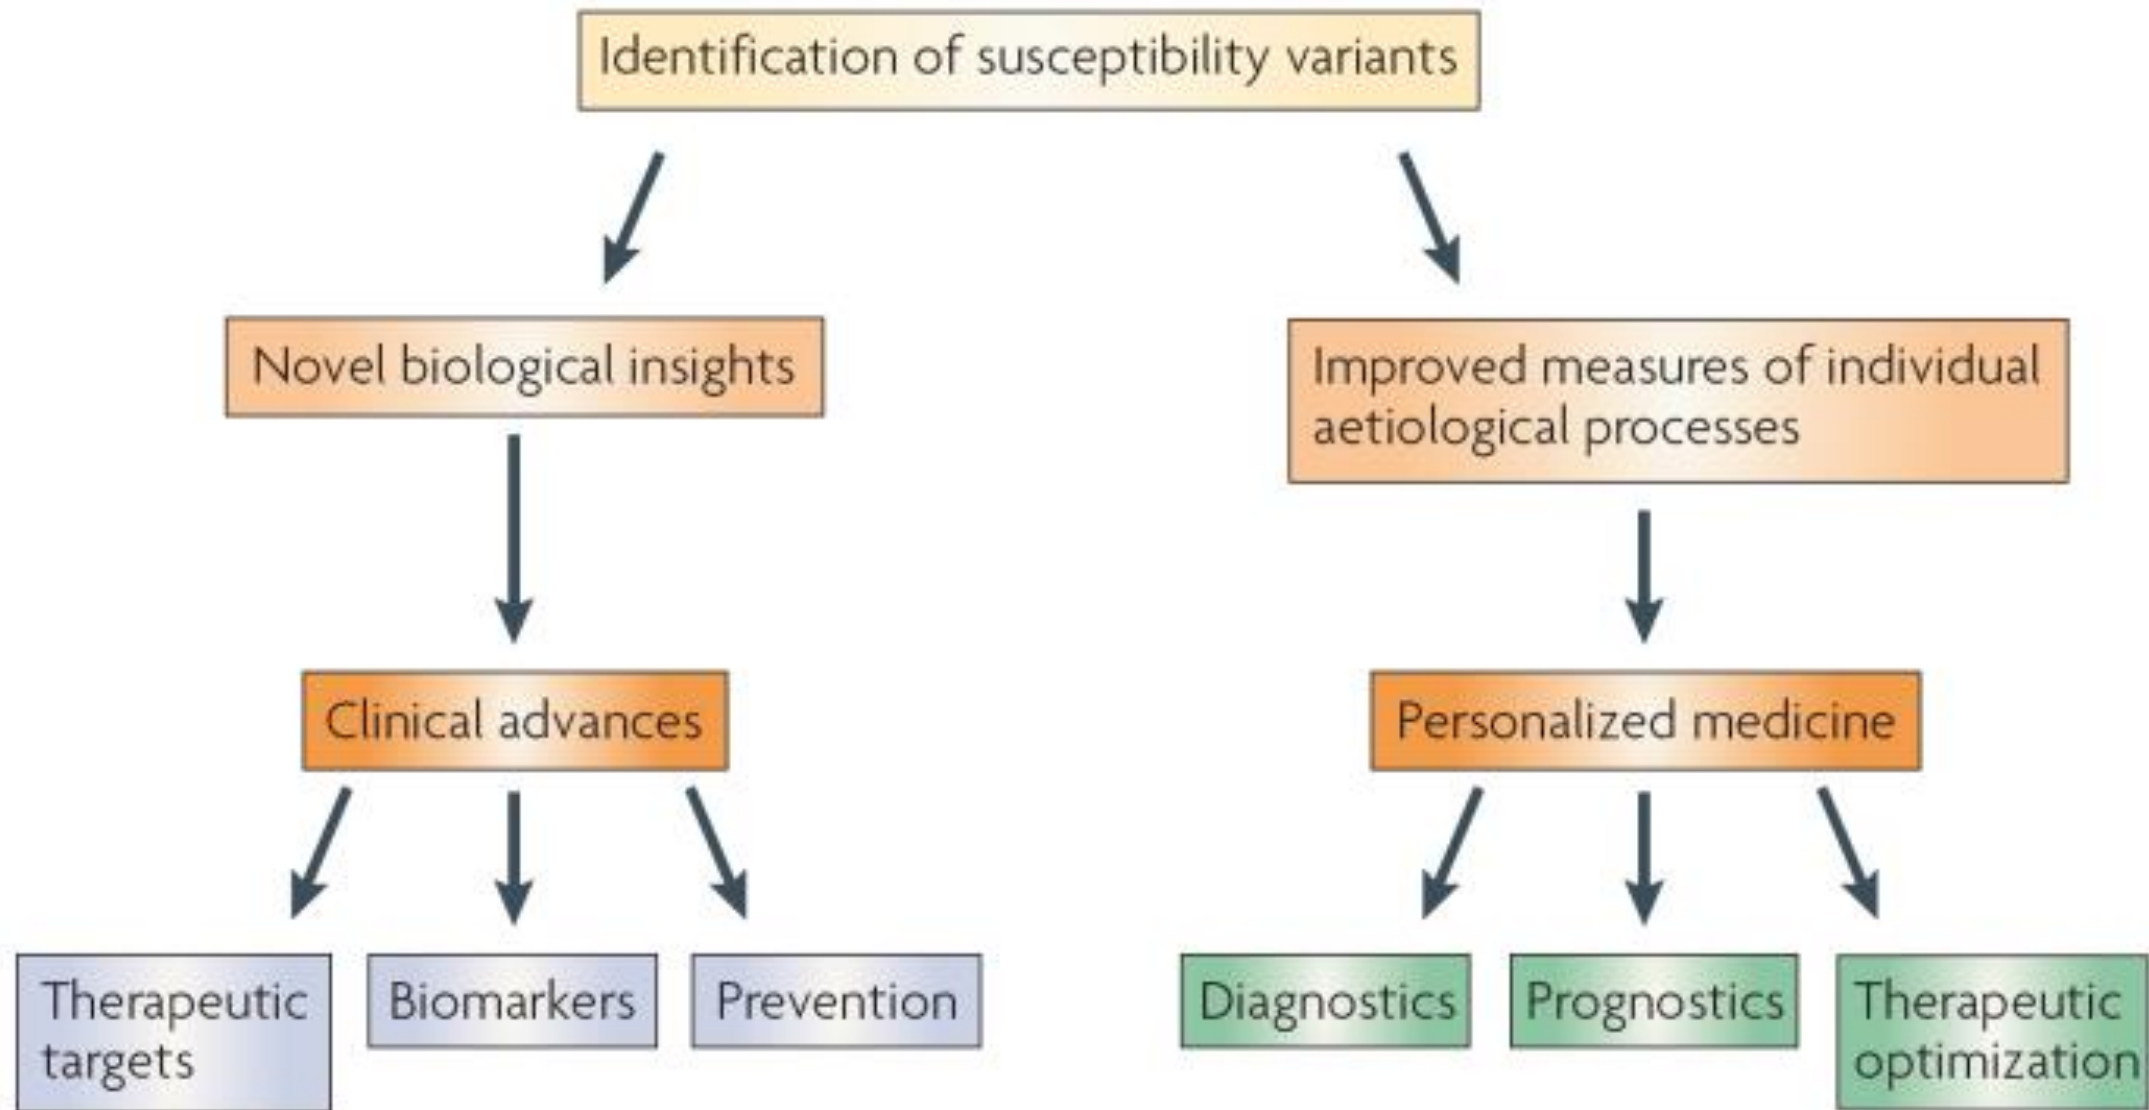 Identification of susceptibility variants
Novel biological insights
Improved measures of individual
aetiological processes
Clinical advances
Personalized medicine
Therapeutic
targets
Biomarkers
Prevention
Diagnostics
Prognostics
Therapeutic
optimization